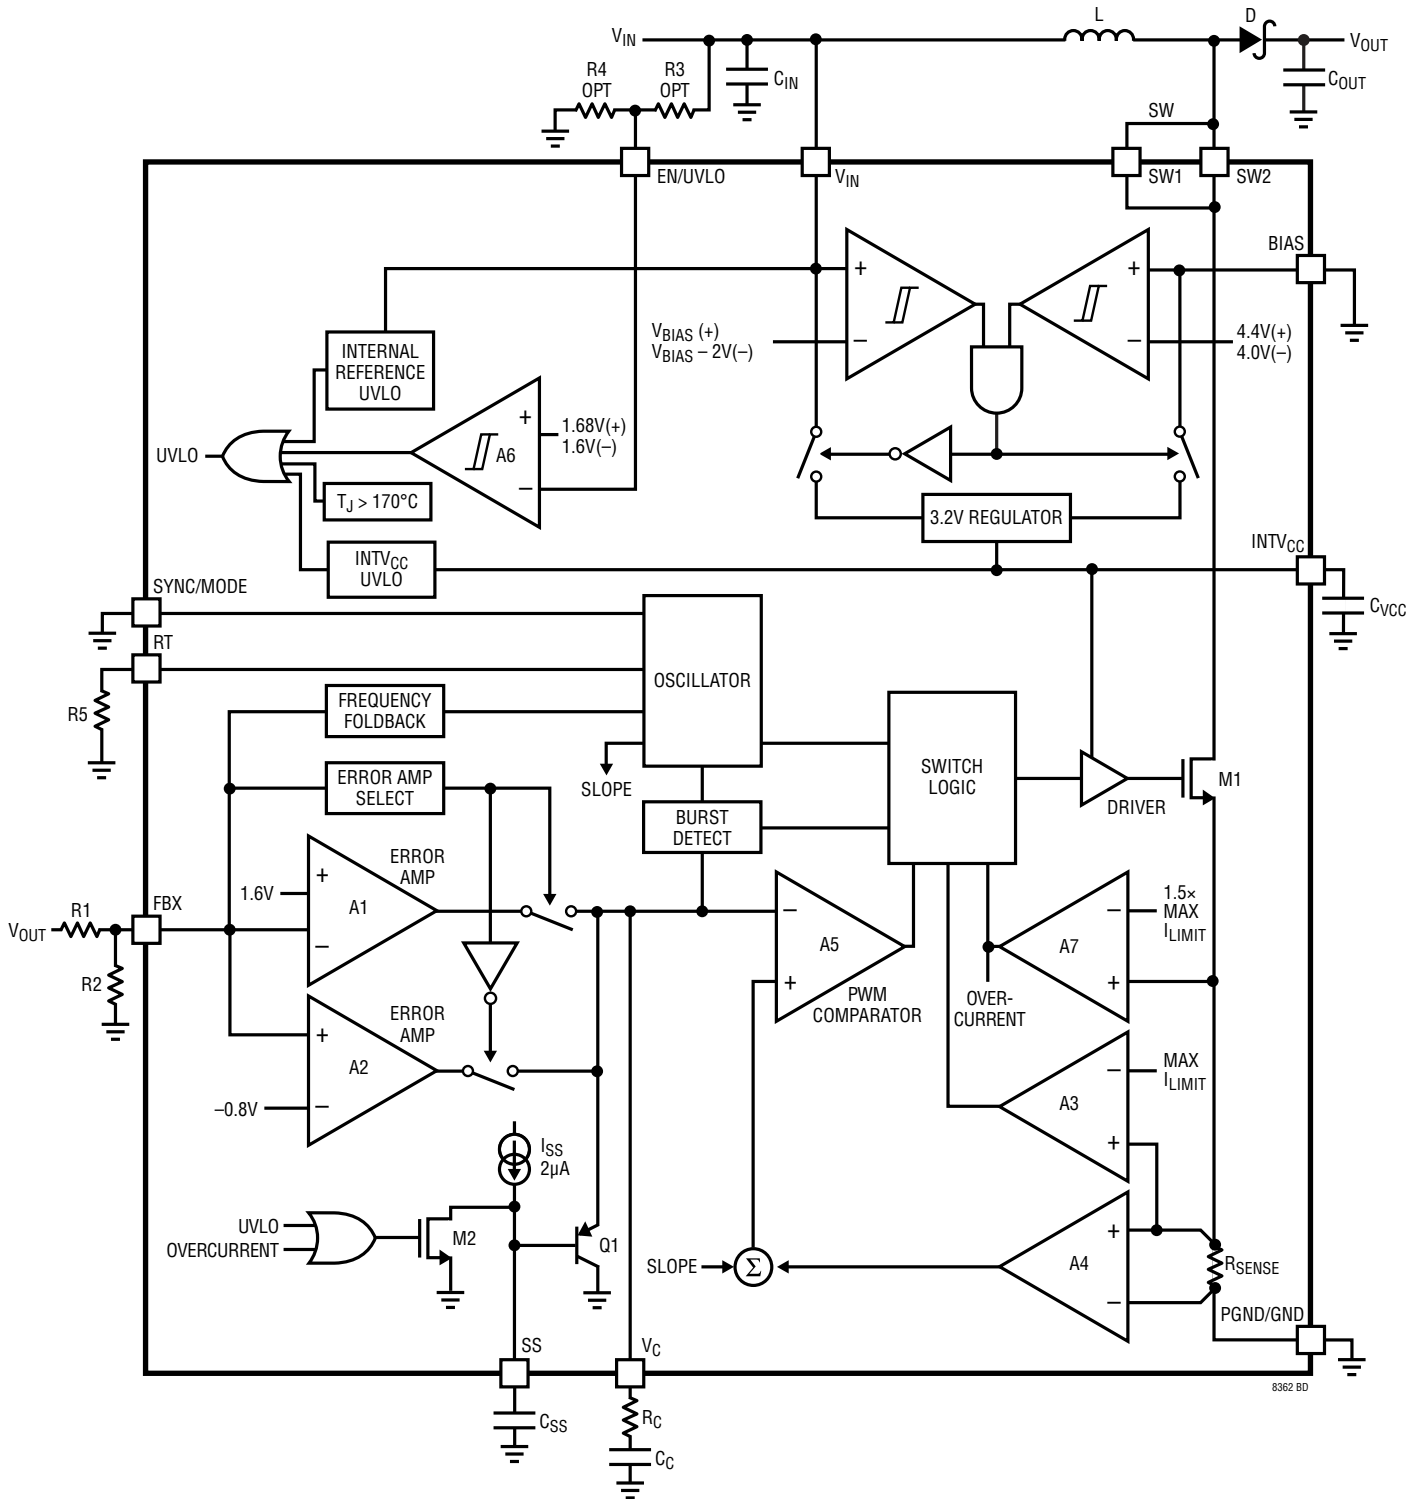 L
D
VIN
VOUT
R4
OPT
R3
OPT
CIN
COUT
SW
EN/UVLO
VIN
SW1
SW2
BIAS
+
+
VBIAS (+)
VBIAS – 2V(–)
–
–
4.4V(+)
4.0V(–)
INTERNAL
REFERENCE
UVLO
+
1.68V(+)
1.6V(–)
UVLO
A6
–
TJ > 170°C
3.2V REGULATOR
INTVCC
UVLO
INTVCC
CVCC
SYNC/MODE
RT
OSCILLATOR
R5
FREQUENCY
FOLDBACK
ERROR AMP
SELECT
SLOPE
SWITCH
LOGIC
M1
DRIVER
BURST
DETECT
ERROR
AMP
+
1.6V
A1
–
FBX
R1
VOUT
R2
–
A5
+
PWM
COMPARATOR
–
1.5×
MAX
ILIMIT
A7
+
OVER-
CURRENT
ERROR
AMP
+
A2
–0.8V
–
–
MAX
ILIMIT
A3
+
ISS
2µA
UVLO
OVERCURRENT
M2
Q1
SLOPE
Σ
+
A4
–
RSENSE
PGND/GND
SS
VC
8362 BD
CSS
RC
CC